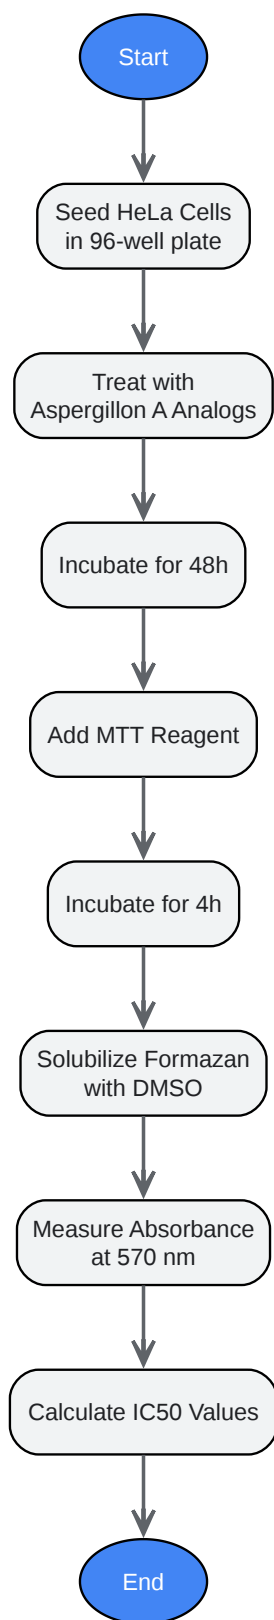 Start
Seed HeLa Cells
in 96-well plate
Treat with
Aspergillon A Analogs
Incubate for 48h
Add MTT Reagent
Incubate for 4h
Solubilize Formazan
with DMSO
Measure Absorbance
at 570 nm
Calculate IC50 Values
End